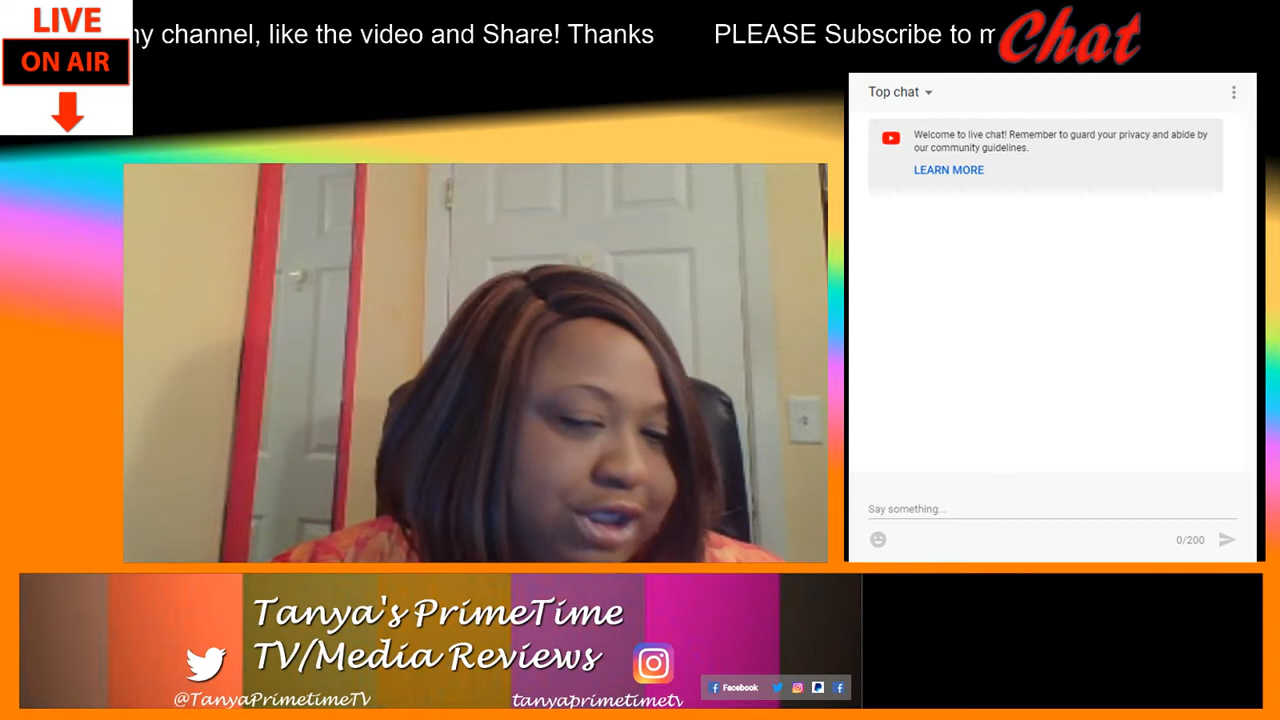 LIVE
ON AIR
ny channel, like the video and Share! Thanks PLEASE Subscribe to m
Chat
Top chat
Welcome to live chat! Remember to guard your privacy and abide by
our community guidelines.
LEARN MORE
Say something...
0/200
Tanya's PrimeTime
TV/Media Reviews
@TanyaPrimetimeTV
tanyaprimetimetv
Facebook